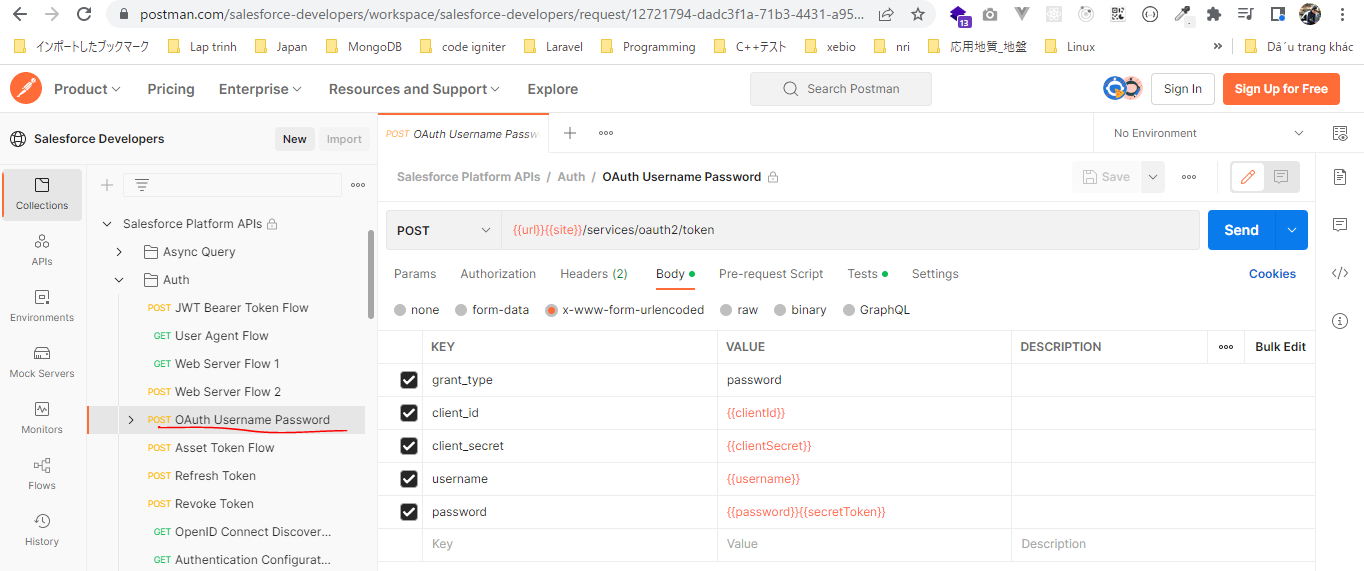 postman.com/salesforce-developers/workspace/salesforce-developers/request/12721794-dadc3f1a-71b3-4431-a95...
13
インポートしたブックマーク Lap trinh Japan MongoDB code igniter Laravel Programming C++テスト xebio nri 応用地質_地盤 Linux » Dấu trang khác
Product Pricing Enterprise Resources and Support Explore Search Postman Sign In Sign Up for Free
Salesforce Developers New Import
POST OAuth Username Passw
No Environment
Collections
APIs
Environments
Mock Servers
Monitors
Flows
History
Salesforce Platform APIs
Async Query
Auth
POST JWT Bearer Token Flow
GET User Agent Flow
GET Web Server Flow 1
POST Web Server Flow 2
POST OAuth Username Password
POST Asset Token Flow
POST Refresh Token
POST Revoke Token
GET OpenID Connect Discover...
GET Authentication Configurat...
Salesforce Platform APIs / Auth / OAuth Username Password
Save
POST {{url}}{{site}}/services/oauth2/token Send
Params Authorization Headers (2) Body Pre-request Script Tests Settings Cookies
none form-data x-www-form-urlencoded raw binary GraphQL
KEY VALUE DESCRIPTION Bulk Edit
grant_type password
client_id {{clientId}}
client_secret {{clientSecret}}
username {{username}}
password {{password}}{{secretToken}}
Key Value Description